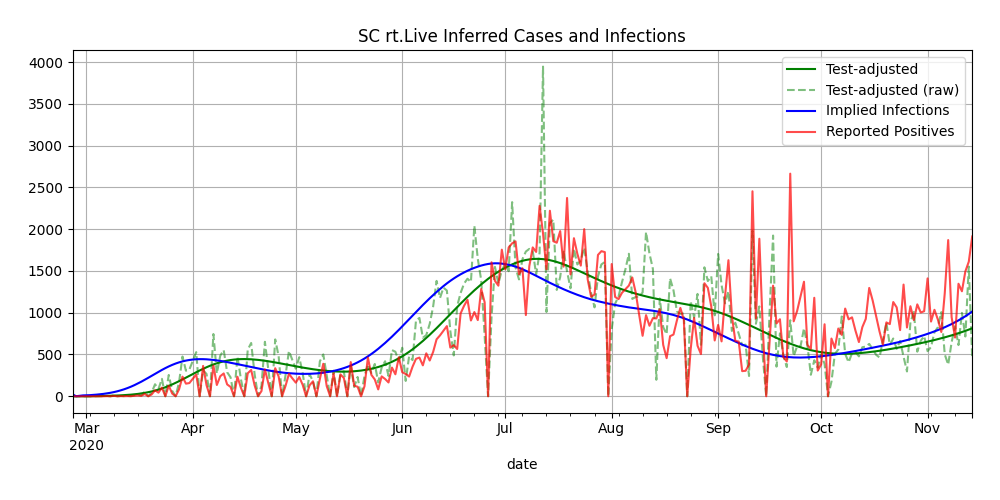 SC rt.Live Inferred Cases and Infections
4000
3500
3000
2500
2000
1500
1000
500
0
Test-adjusted
Test-adjusted (raw)
Implied Infections
Reported Positives
Mar Apr May Jun Jul Aug Sep Oct Nov
2020
date